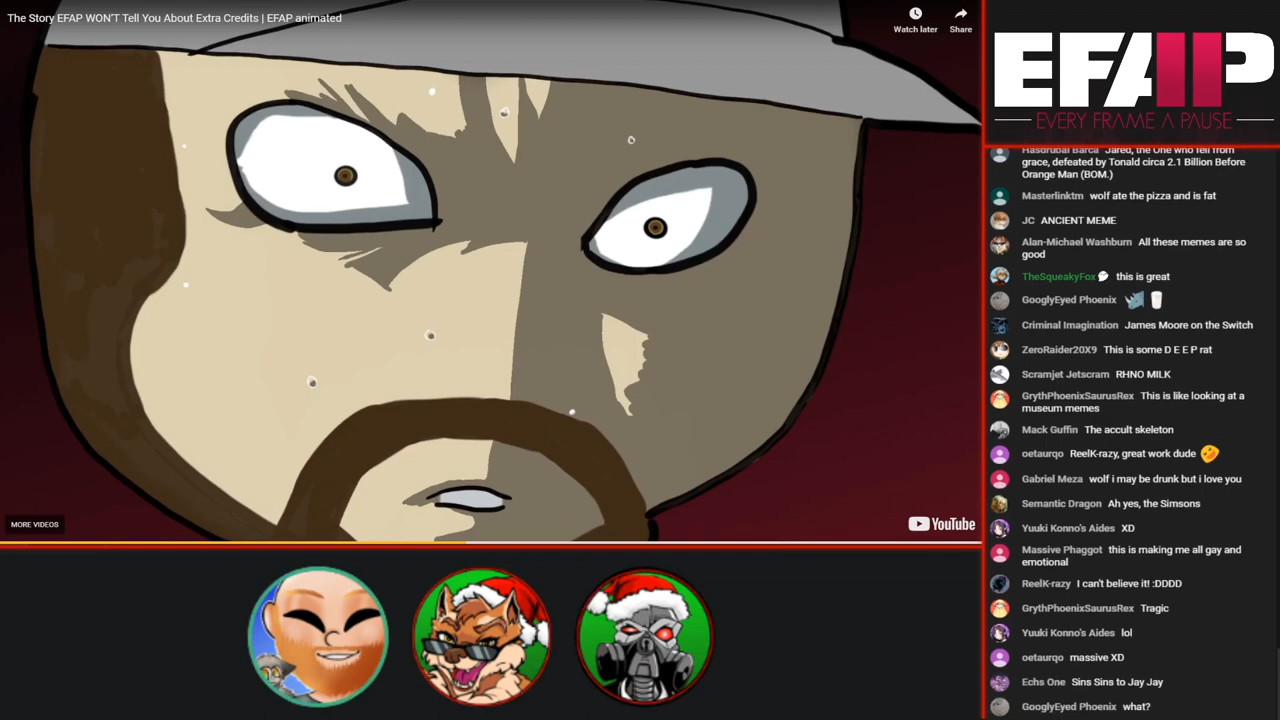 The Story EFAP WON'T Tell You About Extra Credits | EFAP animated
Watch later
Share
MORE VIDEOS
YouTube
EFAP
EVERY FRAME A PAUSE
Hasdrubal Barca Jared, the One who fell from
grace, defeated by Tonald circa 2.1 Billion Before
Orange Man (BOM.)
Masterlinktm wolf ate the pizza and is fat
JC ANCIENT MEME
Alan-Michael Washburn All these memes are so
good
TheSqueakyFox this is great
GooglyEyed Phoenix
Criminal Imagination James Moore on the Switch
ZeroRaider20X9 This is some D E E P rat
Scramjet Jetscram RHNO MILK
GrythPhoenixSaurusRex This is like looking at a
museum memes
Mack Guffin The accult skeleton
oetaurqo ReelK-razy, great work dude
Gabriel Meza wolf i may be drunk but i love you
Semantic Dragon Ah yes, the Simsons
Yuuki Konno's Aides XD
Massive Phaggot this is making me all gay and
emotional
ReelK-razy I can't believe it! :DDDD
GrythPhoenixSaurusRex Tragic
Yuuki Konno's Aides lol
oetaurqo massive XD
Echs One Sins Sins to Jay Jay
GooglyEyed Phoenix what?